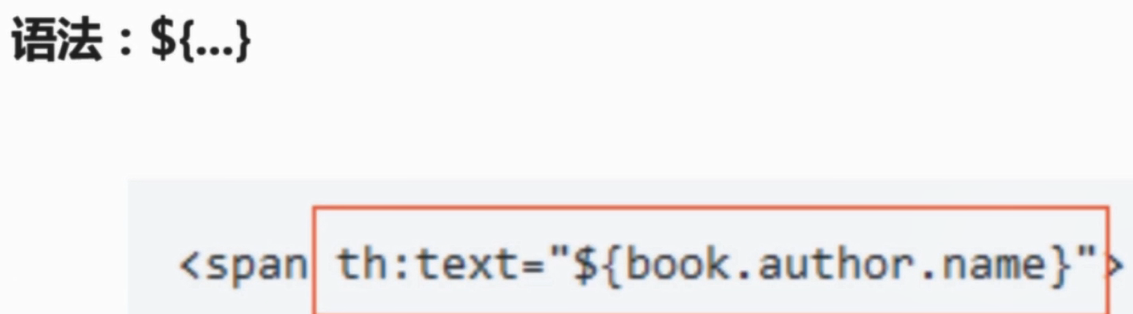 语法：${...}
<span th:text="${book.author.name}">